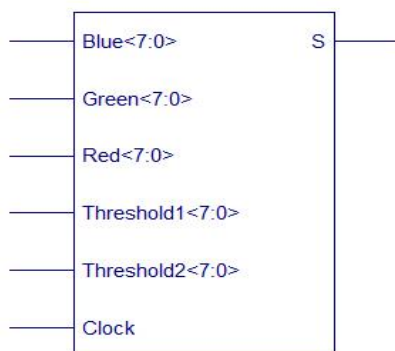 Blue<7:0> S
Green<7:0>
Red<7:0>
Threshold1<7:0>
Threshold2<7:0>
Clock